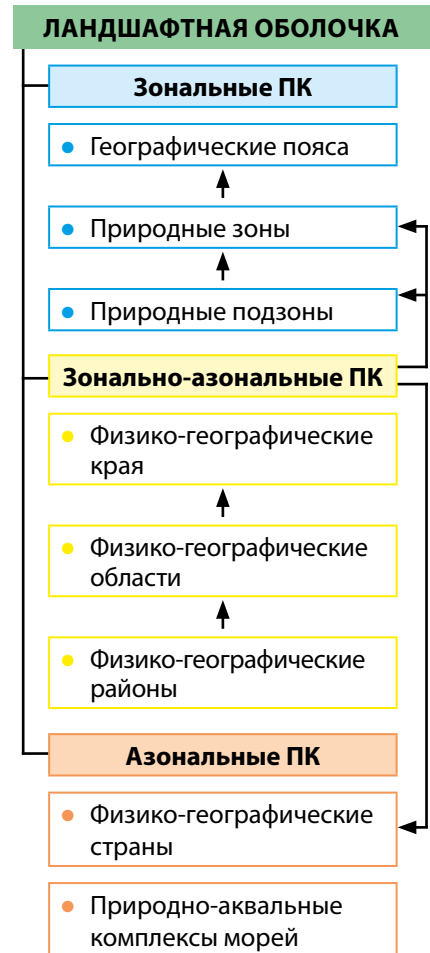 ЛАНДШАФТНАЯ ОБОЛОЧКА
Зональные ПК
• Географические пояса
• Природные зоны
• Природные подзоны
Зонально-азональные ПК
• Физико-географические
края
• Физико-географические
области
• Физико-географические
районы
Азональные ПК
• Физико-географические
страны
• Природно-аквальные
комплексы морей